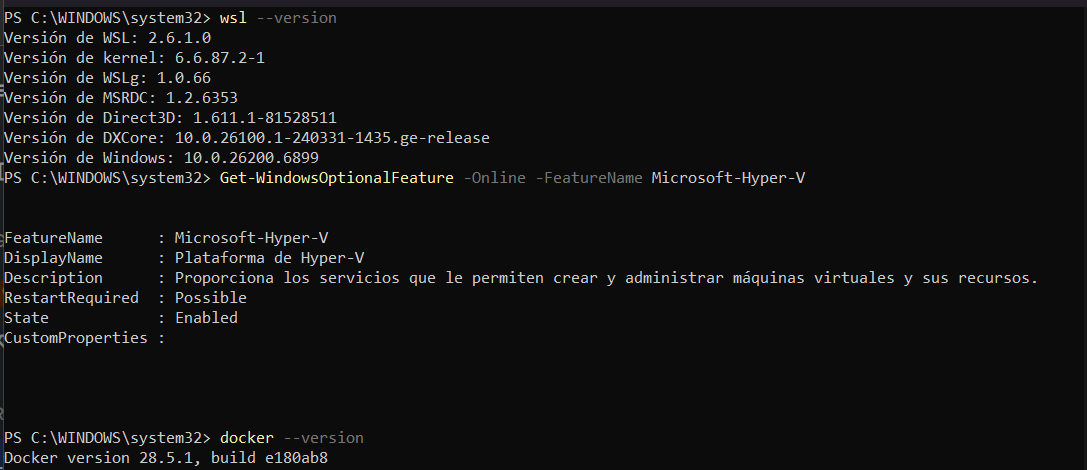 PS C:\WINDOWS\system32> wsl --version
Versión de WSL: 2.6.1.0
Versión de kernel: 6.6.87.2-1
Versión de WSLg: 1.0.66
Versión de MSRDC: 1.2.6353
Versión de Direct3D: 1.611.1-81528511
Versión de DXCore: 10.0.26100.1-240331-1435.ge-release
Versión de Windows: 10.0.26200.6899
PS C:\WINDOWS\system32> Get-WindowsOptionalFeature -Online -FeatureName Microsoft-Hyper-V
FeatureName      : Microsoft-Hyper-V
DisplayName      : Plataforma de Hyper-V
Description      : Proporciona los servicios que le permiten crear y administrar máquinas virtuales y sus recursos.
RestartRequired  : Possible
State            : Enabled
CustomProperties :
PS C:\WINDOWS\system32> docker --version
Docker version 28.5.1, build e180ab8